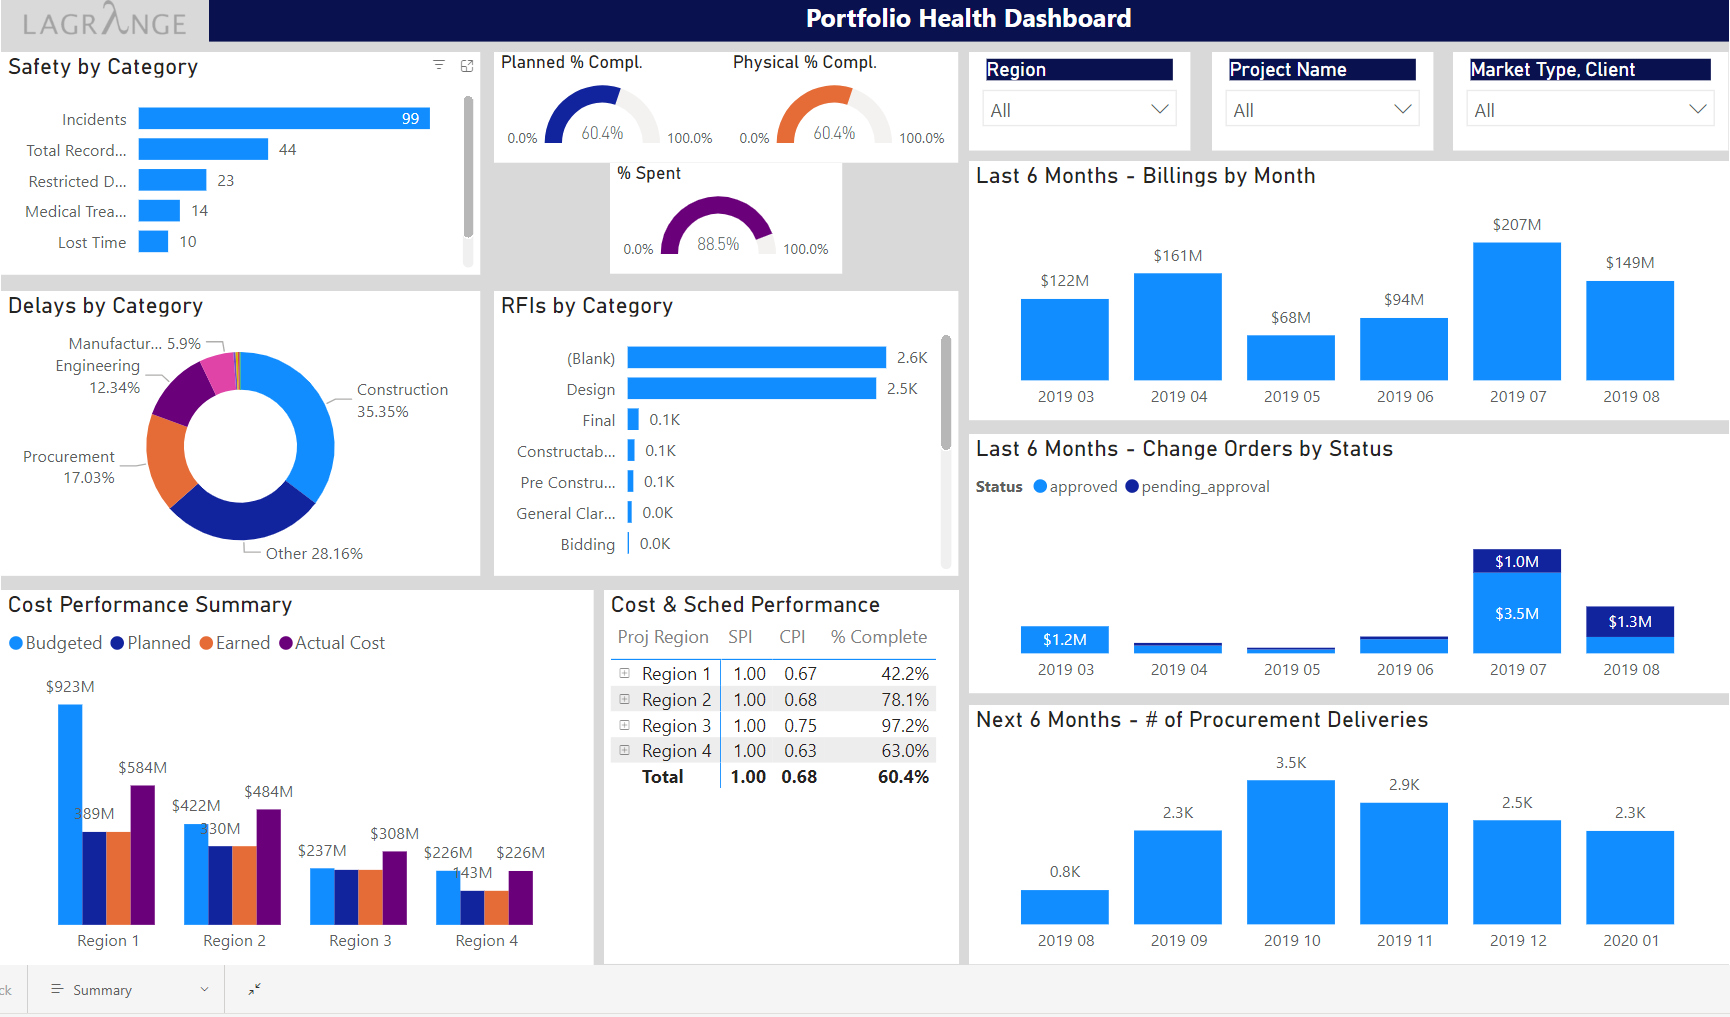 LAGRANGE
Portfolio Health Dashboard
Safety by Category
Incidents 99
Total Record... 44
Restricted D... 23
Medical Trea... 14
Lost Time 10
Planned % Compl.
0.0% 60.4% 100.0%
Physical % Compl.
0.0% 60.4% 100.0%
% Spent
0.0% 88.5% 100.0%
Region
All
Project Name
All
Market Type, Client
All
Last 6 Months - Billings by Month
$122M $161M $68M $94M $207M $149M
2019 03 2019 04 2019 05 2019 06 2019 07 2019 08
Delays by Category
Manufactur... 5.9%
Engineering
12.34%
Construction
35.35%
Procurement
17.03%
Other 28.16%
RFIs by Category
(Blank) 2.6K
Design 2.5K
Final 0.1K
Constructab... 0.1K
Pre Constru... 0.1K
General Clar... 0.0K
Bidding 0.0K
Last 6 Months - Change Orders by Status
Status approved pending_approval
$1.2M $1.0M $3.5M $1.3M
2019 03 2019 04 2019 05 2019 06 2019 07 2019 08
Cost Performance Summary
Budgeted Planned Earned Actual Cost
$923M 389M $584M
$422M 330M $484M
$237M $308M
$226M 143M $226M
Region 1 Region 2 Region 3 Region 4
Cost & Sched Performance
Proj Region SPI CPI % Complete
Region 1 1.00 0.67 42.2%
Region 2 1.00 0.68 78.1%
Region 3 1.00 0.75 97.2%
Region 4 1.00 0.63 63.0%
Total 1.00 0.68 60.4%
Next 6 Months - # of Procurement Deliveries
0.8K 2.3K 3.5K 2.9K 2.5K 2.3K
2019 08 2019 09 2019 10 2019 11 2019 12 2020 01
ck
Summary